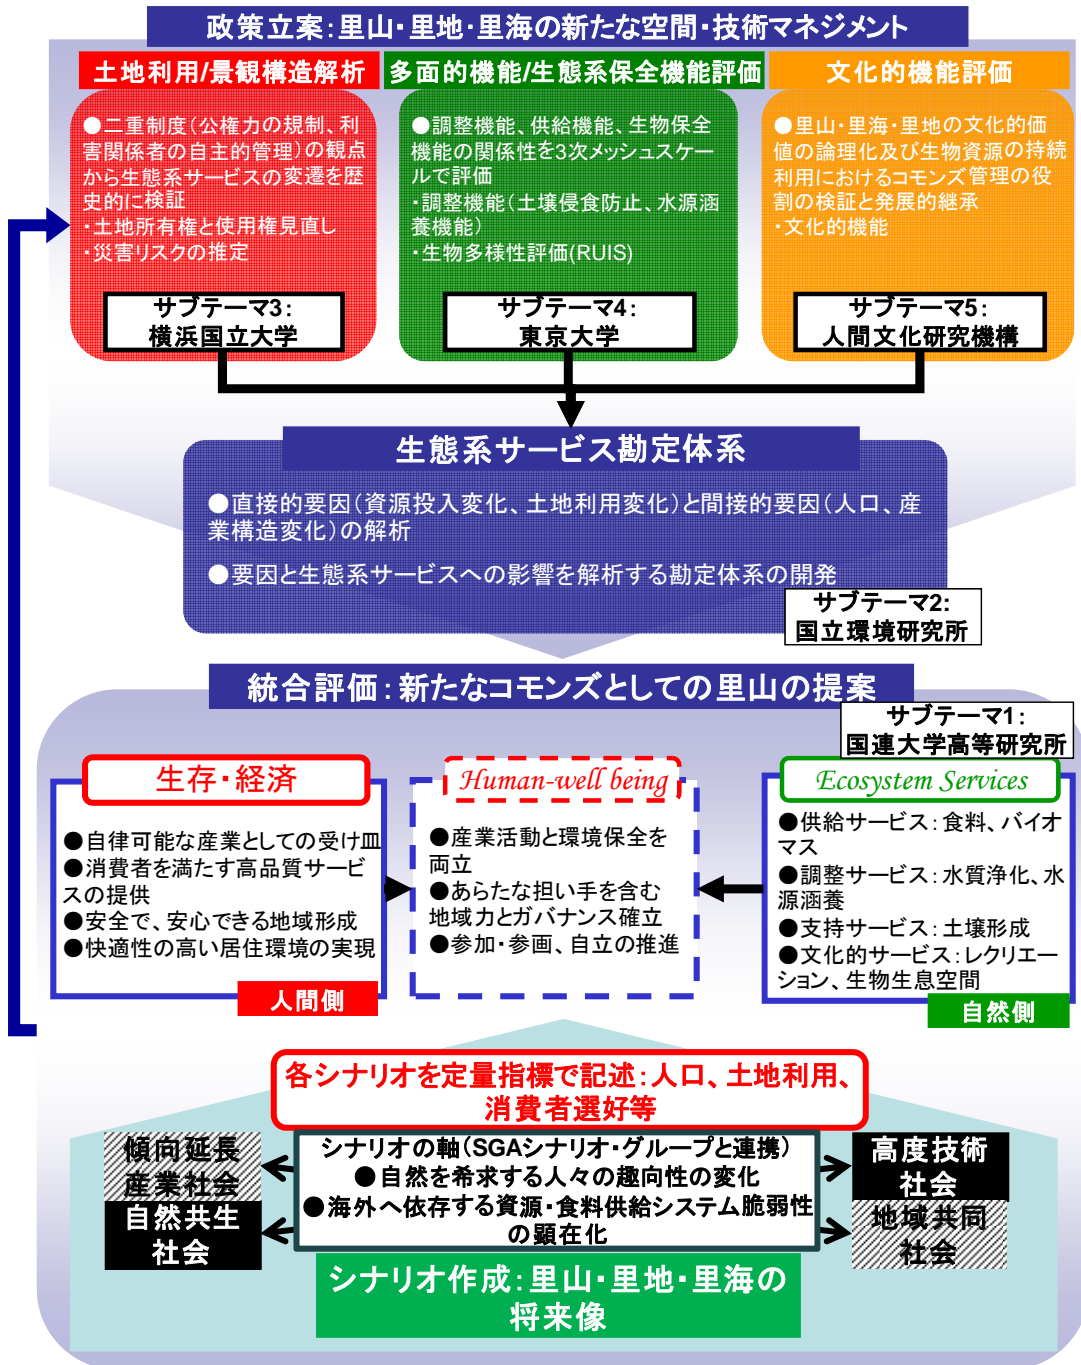 政策立案：里山・里地・里海の新たな空間・技術マネジメント
土地利用/景観構造解析
●二重制度（公権力の規制、利
害関係者の自主的管理）の観点
から生態系サービスの変遷を歴
史的に検証
・土地所有権と使用権見直し
・災害リスクの推定
サブテーマ3：
横浜国立大学
多面的機能/生態系保全機能評価
●調整機能、供給機能、生物保全
機能の関係性を3次メッシュスケー
ルで評価
・調整機能（土壌侵食防止、水源涵
養機能）
・生物多様性評価(RUIS)
サブテーマ4：
東京大学
文化的機能評価
●里山・里海・里地の文化的価
値の論理化及び生物資源の持続
利用におけるコモンズ管理の役
割の検証と発展的継承
・文化的機能
サブテーマ5：
人間文化研究機構
生態系サービス勘定体系
●直接的要因（資源投入変化、土地利用変化）と間接的要因（人口、産
業構造変化）の解析
●要因と生態系サービスへの影響を解析する勘定体系の開発
サブテーマ2:
国立環境研究所
統合評価：新たなコモンズとしての里山の提案
サブテーマ1：
国連大学高等研究所
生存・経済
●自律可能な産業としての受け皿
●消費者を満たす高品質サービ
スの提供
●安全で、安心できる地域形成
●快適性の高い居住環境の実現
人間側
Human-well being
●産業活動と環境保全を
両立
●あらたな担い手を含む
地域力とガバナンス確立
●参加・参画、自立の推進
Ecosystem Services
●供給サービス：食料、バイオ
マス
●調整サービス：水質浄化、水
源涵養
●支持サービス：土壌形成
●文化的サービス：レクリエー
ション、生物生息空間
自然側
各シナリオを定量指標で記述：人口、土地利用、
消費者選好等
傾向延長
産業社会
自然共生
社会
シナリオの軸（SGAシナリオ・グループと連携）
●自然を希求する人々の趣向性の変化
●海外へ依存する資源・食料供給システム脆弱性
の顕在化
高度技術
社会
地域共同
社会
シナリオ作成：里山・里地・里海の
将来像